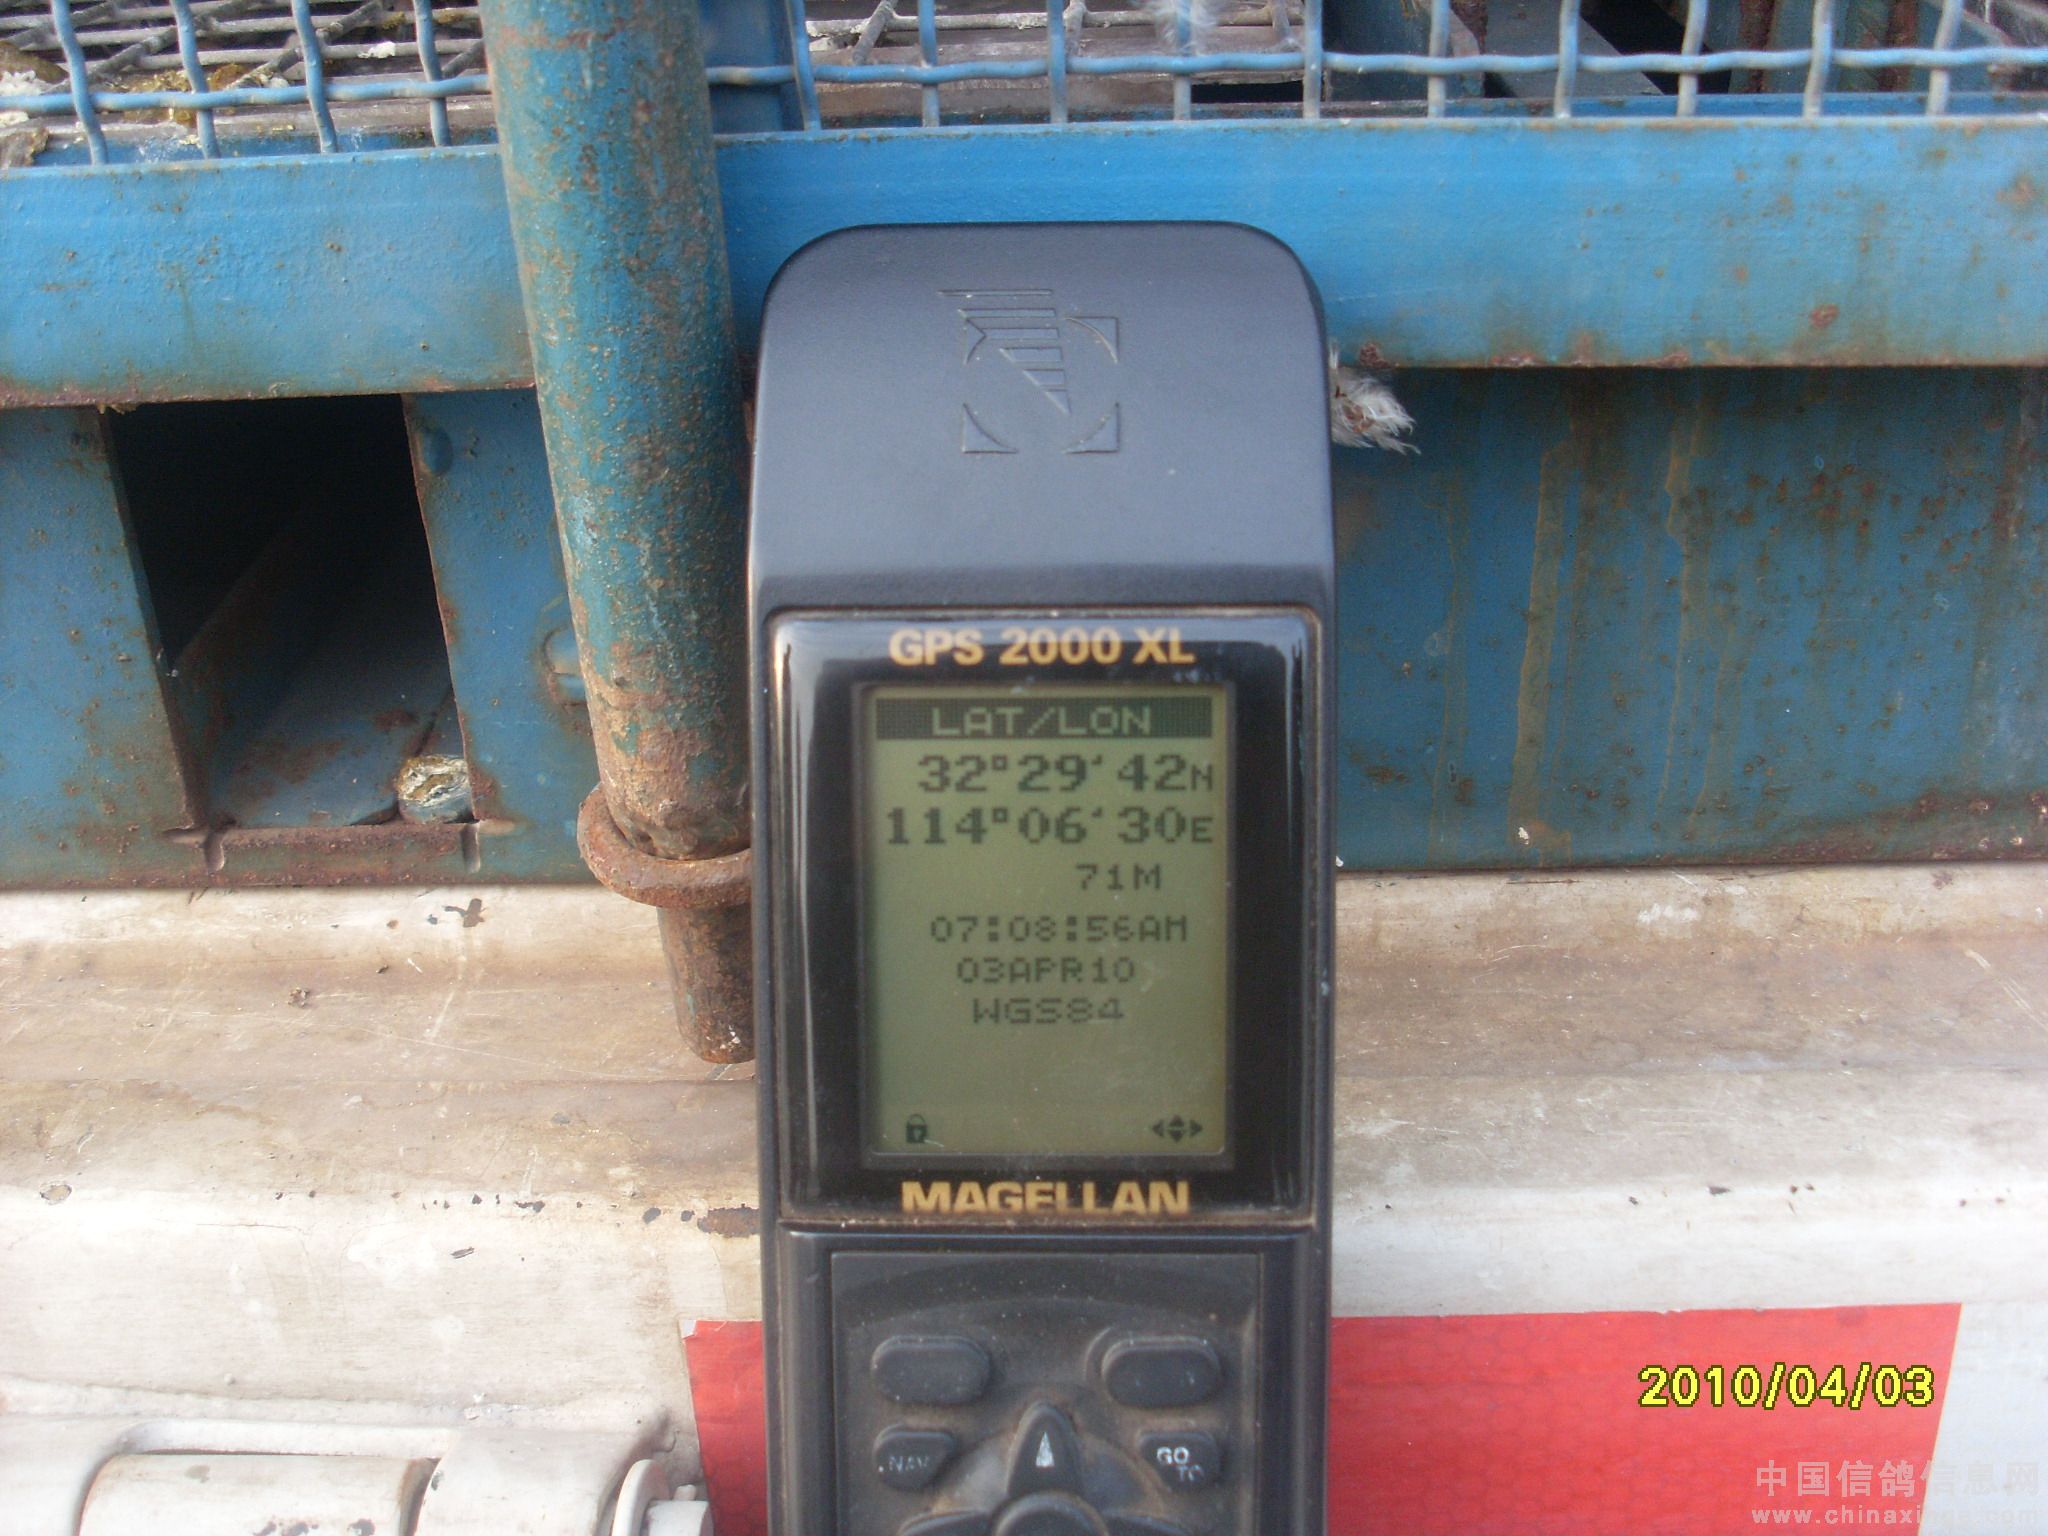 GPS 2000 XL
LAT/LON
32°29'42N
114°06'30E
71M
07:08:56AM
03APR10
WGS84
MAGELLAN
NAV
GO TO
2010/04/03
中国信鸽信息网
www.chinaxinge.com